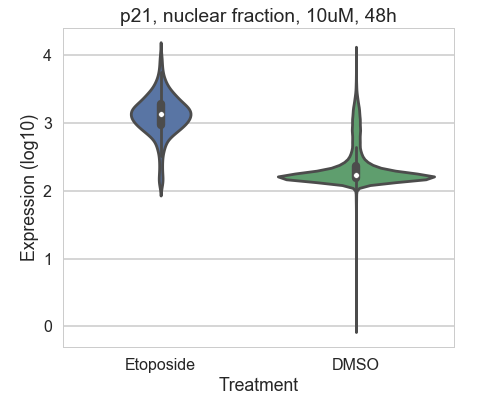 p21, nuclear fraction, 10uM, 48h
Expression (log10)
4
3
2
1
0
Etoposide DMSO
Treatment